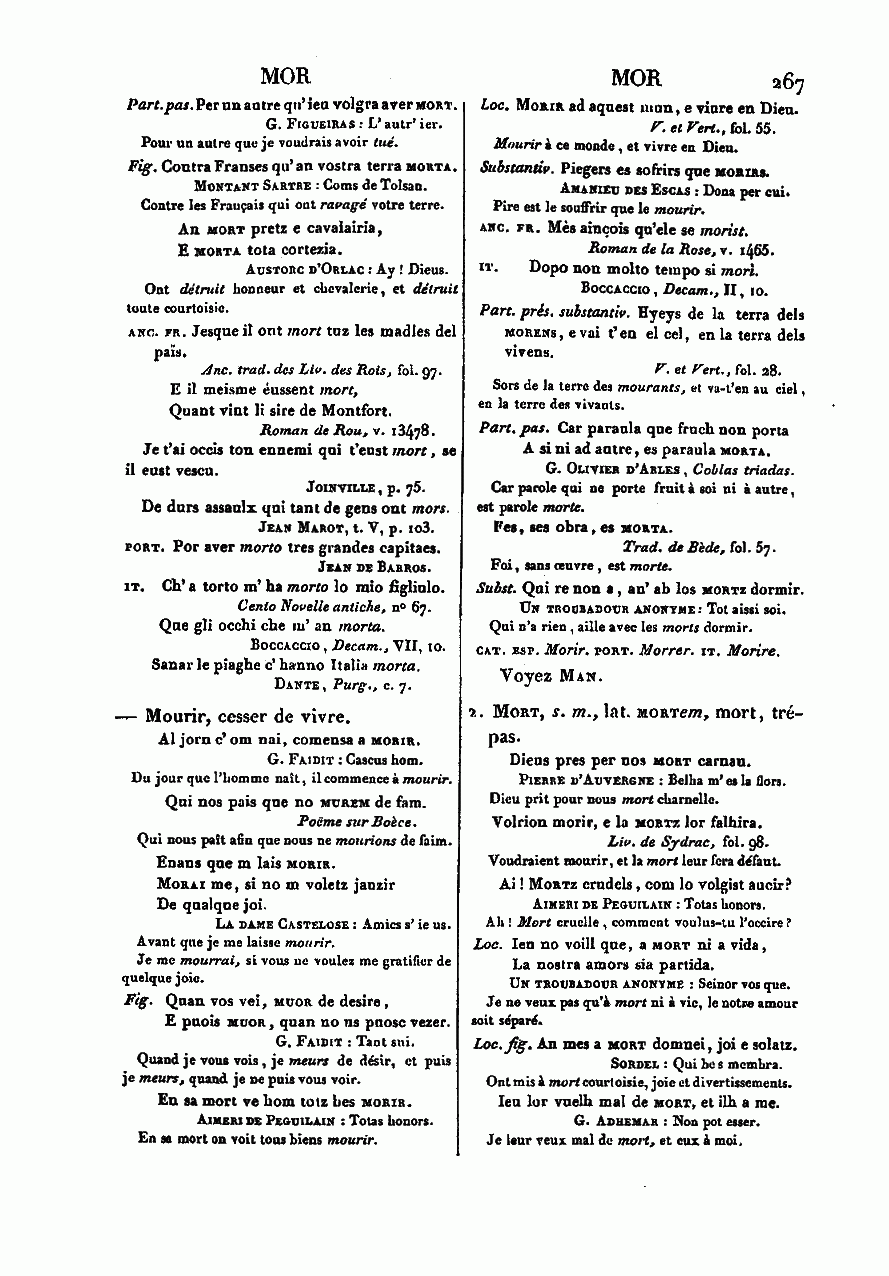 MOR
MOR 267
Part. pas. Per un autre qu'ieu volgra aver MORT.
G. FIGUEIRAS : L'autr'ier.
Pour un autre que je voudrais avoir tué.
Fig. Contra Franses qu'an vostra terra MORTA.
MONTANT SARTRE : Coms de Tolsan.
Contre les Français qui ont ravagé votre terre.
An MORT pretz e cavalairia,
E MORTA tota cortezia.
AUSTORC D'ORLAC : Ay ! Dieus.
Ont détruit honneur et chevalerie, et détruit
toute courtoisie.
ANC. FR. Jesque il ont mort tuz les madles del
païs.
Anc. trad. des Liv. des Rois, fol. 97.
E il meisme éussent mort,
Quant vint li sire de Montfort.
Roman de Rou, v. 13478.
Je t'ai occis ton ennemi qui t'eust mort, se
il eust vescu.
JOINVILLE, p. 75.
De durs assaulx qui tant de gens ont mors.
JEAN MAROT, t. V, p. 103.
PORT. Por aver morto tres grandes capitaes.
JEAN DE BARROS.
IT. Ch'a torto m'ha morto lo mio figliulo.
Cento Novelle antiche, nº 67.
Que gli occhi che m'an morta.
BOCCACCIO, Decam., VII, 10.
Sanar le piaghe c'hanno Italia morta.
DANTE, Purg., c. 7.
— Mourir, cesser de vivre.
Al jorn c'om nai, comensa a MORIR.
G. FAIDIT : Cascus hom.
Du jour que l'homme naît, il commence à mourir.
Qui nos pais que no MUREM de fam.
Poëme sur Boèce.
Qui nous paît afin que nous ne mourions de faim.
Enans que m lais MORIR.
MORAI me, si no m voletz jauzir
De qualque joi.
LA DAME CASTELOSE : Amics s'ieus.
Avant que je me laisse mourir.
Je me mourrai, si vous ne voulez me gratifier de
quelque joie.
Fig. Quan vos vei, MUOR de desire,
E puois MUOR, quan no us puosc vezer.
G. FAIDIT : Tant sui.
Quand je vous vois, je meurs de désir, et puis
je meurs, quand je ne puis vous voir.
En sa mort ve hom totz bes MORIR.
AIMERI DE PEGUILAIN : Totas honors.
En sa mort on voit tous biens mourir.
Loc. MORIR ad aquest mun, e viure en Dieu.
V. et Vert., fol. 55.
Mourir à ce monde, et vivre en Dieu.
Substantiv. Piegers es sofrirs que MORIRS.
AMANIEU DES ESCAS : Dona per cui.
Pire est le souffrir que le mourir.
ANC. FR. Mès ainçois qu'ele se morist.
Roman de la Rose, v. 1465.
IT. Dopo non molto tempo si morì.
BOCCACCIO, Decam., II, 10.
Part. prés. substantiv. Hyeys de la terra dels
MORENS, e vai t'en el cel, en la terra dels
vivens.
V. et Vert., fol. 28.
Sors de la terre des mourants, et va-t'en au ciel,
en la terre des vivants.
Part. pas. Car paraula que fruch non porta
A si ni ad autre, es paraula MORTA.
G. OLIVIER D'ARLES, Coblas triadas.
Car parole qui ne porte fruit à soi ni à autre,
est parole morte.
Fes, ses obra, es MORTA.
Trad. de Bède, fol. 57.
Foi, sans œuvre, est morte.
Subst. Qui re non a, an' ab los MORTZ dormir.
UN TROUBADOUR ANONYME : Tot aissi soi.
Qui n'a rien, aille avec les morts dormir.
CAT. ESP. Morir. PORT. Morrer. IT. Morire.
Voyez MAN.
2. MORT, s. m., lat. MORTem, mort, tré-
pas.
Dieus pres per nos MORT carnau.
PIERRE D'AUVERGNE : Belha m'es la flors.
Dieu prit pour nous mort charnelle.
Volrion morir, e la MORTZ lor falhira.
Liv. de Sydrac, fol. 98.
Voudraient mourir, et la mort leur fera défaut.
Ai ! MORTZ crudels, com lo volgist aucir?
AIMERI DE PEGUILAIN : Totas honors.
Ah ! Mort cruelle, comment voulus-tu l'occire?
Loc. Ieu no voill que, a MORT ni a vida,
La nostra amors sia partida.
UN TROUBADOUR ANONYME : Seinor vos que.
Je ne veux pas qu'à mort ni à vie, le notre amour
soit séparé.
Loc. fig. An mes a MORT domnei, joi e solatz.
SORDEL : Qui be s membra.
Ont mis à mort courtoisie, joie et divertissements.
Ieu lor vuelh mal de MORT, et ilh a me.
G. ADHEMAR : Non pot esser.
Je leur veux mal de mort, et eux à moi.